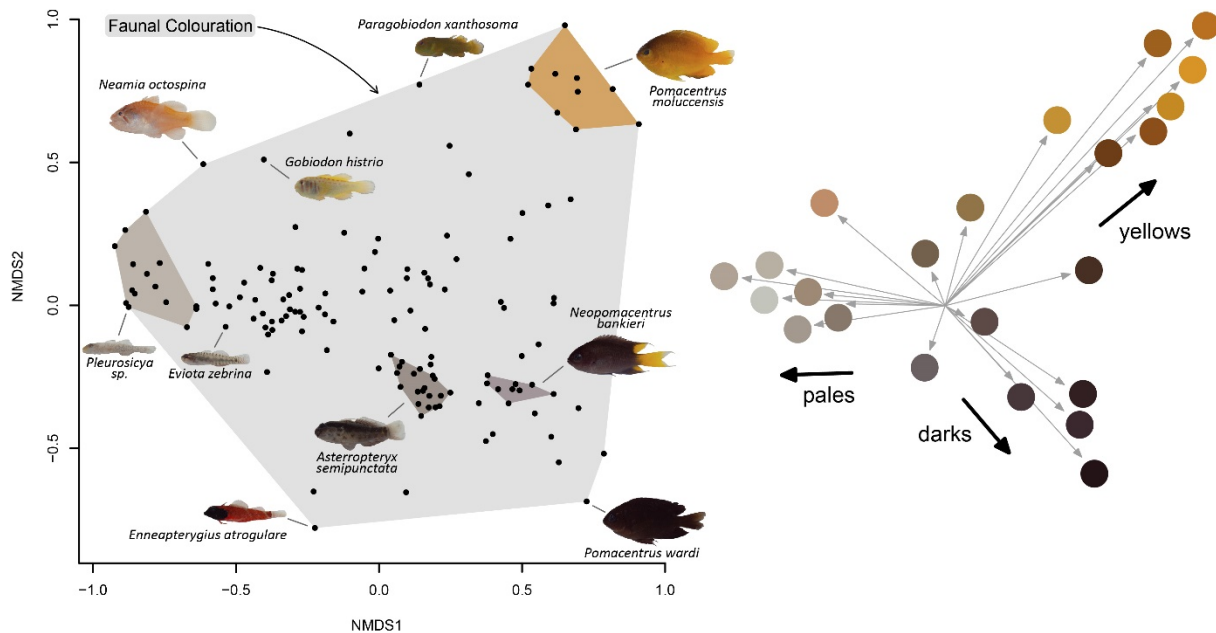 Faunal Colouration
Paragobiodon xanthosoma
Neamia octospina
Pomacentrus
moluccensis
Gobiodon histrio
Neopomacentrus
bankieri
Pleurosicya
sp.
Eviota zebrina
Asterropteryx
semipunctata
Enneapterygius atrogulare
Pomacentrus wardi
1.0
0.5
0.0
−0.5
NMDS2
−1.0
−0.5
0.0
0.5
1.0
NMDS1
yellows
pales
darks